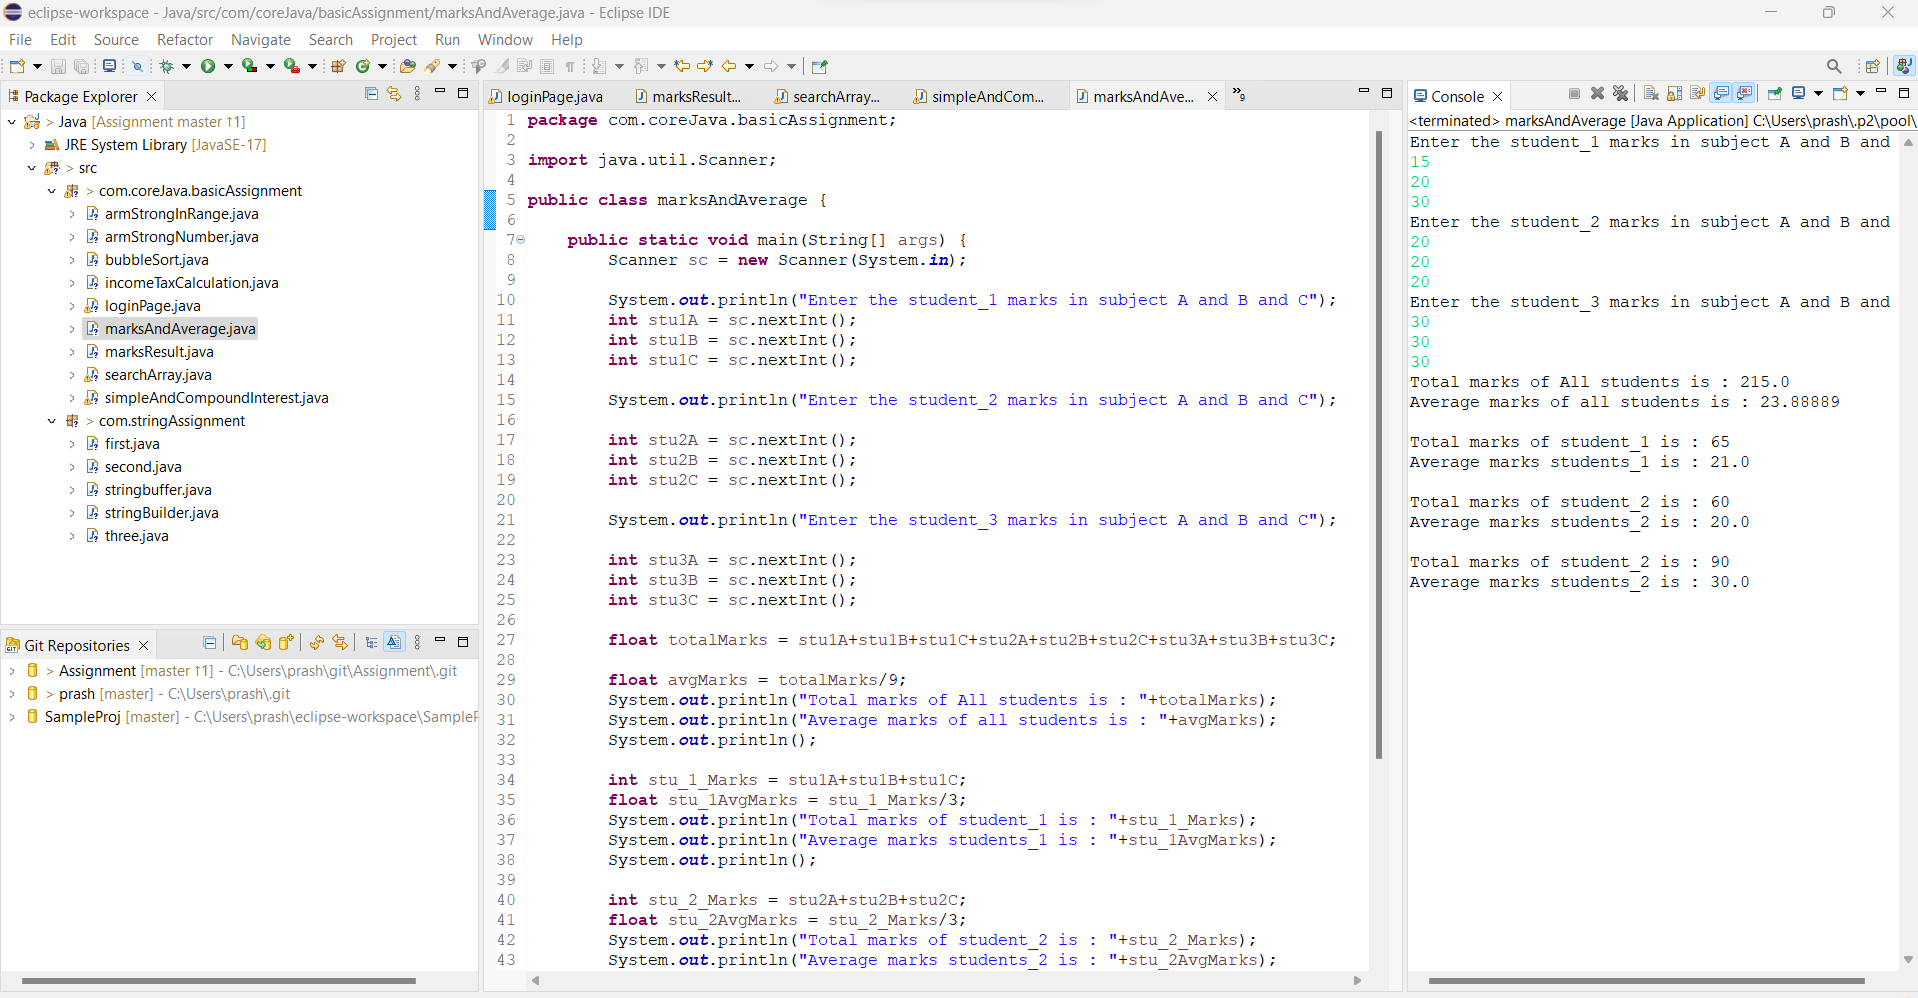 eclipse-workspace - Java/src/com/coreJava/basicAssignment/marksAndAverage.java - Eclipse IDE
File Edit Source Refactor Navigate Search Project Run Window Help
Package Explorer
> Java [Assignment master ↑1]
JRE System Library [JavaSE-17]
> src
> com.coreJava.basicAssignment
armStrongInRange.java
armStrongNumber.java
bubbleSort.java
incomeTaxCalculation.java
loginPage.java
marksAndAverage.java
marksResult.java
searchArray.java
simpleAndCompoundInterest.java
> com.stringAssignment
first.java
second.java
stringbuffer.java
stringBuilder.java
three.java
Git Repositories
> Assignment [master ↑1] - C:\Users\prash\git\Assignment\.git
> prash [master] - C:\Users\prash\.git
SampleProj [master] - C:\Users\prash\eclipse-workspace\SampleP
loginPage.java marksResult... searchArray... simpleAndCom... marksAndAve... »9
1 package com.coreJava.basicAssignment;
2
3 import java.util.Scanner;
4
5 public class marksAndAverage {
6
7 public static void main(String[] args) {
8 Scanner sc = new Scanner(System.in);
9
10 System.out.println("Enter the student_1 marks in subject A and B and C");
11 int stu1A = sc.nextInt();
12 int stu1B = sc.nextInt();
13 int stu1C = sc.nextInt();
14
15 System.out.println("Enter the student_2 marks in subject A and B and C");
16
17 int stu2A = sc.nextInt();
18 int stu2B = sc.nextInt();
19 int stu2C = sc.nextInt();
20
21 System.out.println("Enter the student_3 marks in subject A and B and C");
22
23 int stu3A = sc.nextInt();
24 int stu3B = sc.nextInt();
25 int stu3C = sc.nextInt();
26
27 float totalMarks = stu1A+stu1B+stu1C+stu2A+stu2B+stu2C+stu3A+stu3B+stu3C;
28
29 float avgMarks = totalMarks/9;
30 System.out.println("Total marks of All students is : "+totalMarks);
31 System.out.println("Average marks of all students is : "+avgMarks);
32 System.out.println();
33
34 int stu_1_Marks = stu1A+stu1B+stu1C;
35 float stu_1AvgMarks = stu_1_Marks/3;
36 System.out.println("Total marks of student_1 is : "+stu_1_Marks);
37 System.out.println("Average marks students_1 is : "+stu_1AvgMarks);
38 System.out.println();
39
40 int stu_2_Marks = stu2A+stu2B+stu2C;
41 float stu_2AvgMarks = stu_2_Marks/3;
42 System.out.println("Total marks of student_2 is : "+stu_2_Marks);
43 System.out.println("Average marks students_2 is : "+stu_2AvgMarks);
Console
<terminated> marksAndAverage [Java Application] C:\Users\prash\.p2\pool\
Enter the student_1 marks in subject A and B and
15
20
30
Enter the student_2 marks in subject A and B and
20
20
20
Enter the student_3 marks in subject A and B and
30
30
30
Total marks of All students is : 215.0
Average marks of all students is : 23.88889
Total marks of student_1 is : 65
Average marks students_1 is : 21.0
Total marks of student_2 is : 60
Average marks students_2 is : 20.0
Total marks of student_2 is : 90
Average marks students_2 is : 30.0